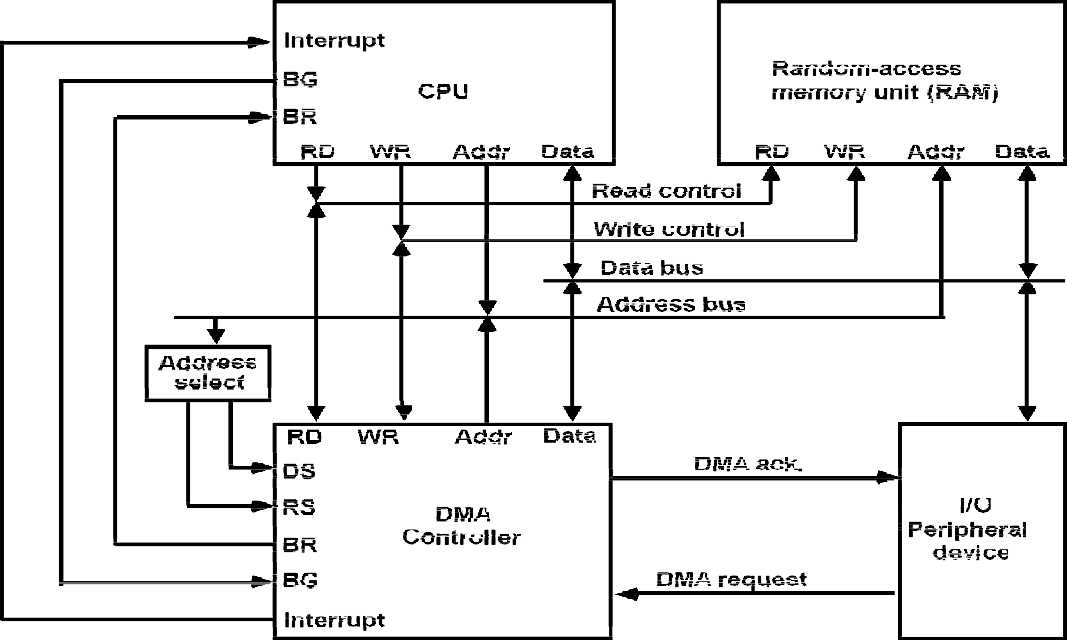 Interrupt
BG
BR
CPU
RD WR Addr Data
Random-access
memory unit (RAM)
RD WR Addr Data
Read control
Write control
Data bus
Address bus
Address
select
RD WR Addr Data
DS
RS
BR
BG
Interrupt
DMA
Controller
DMA ack.
DMA request
I/O
Peripheral
device